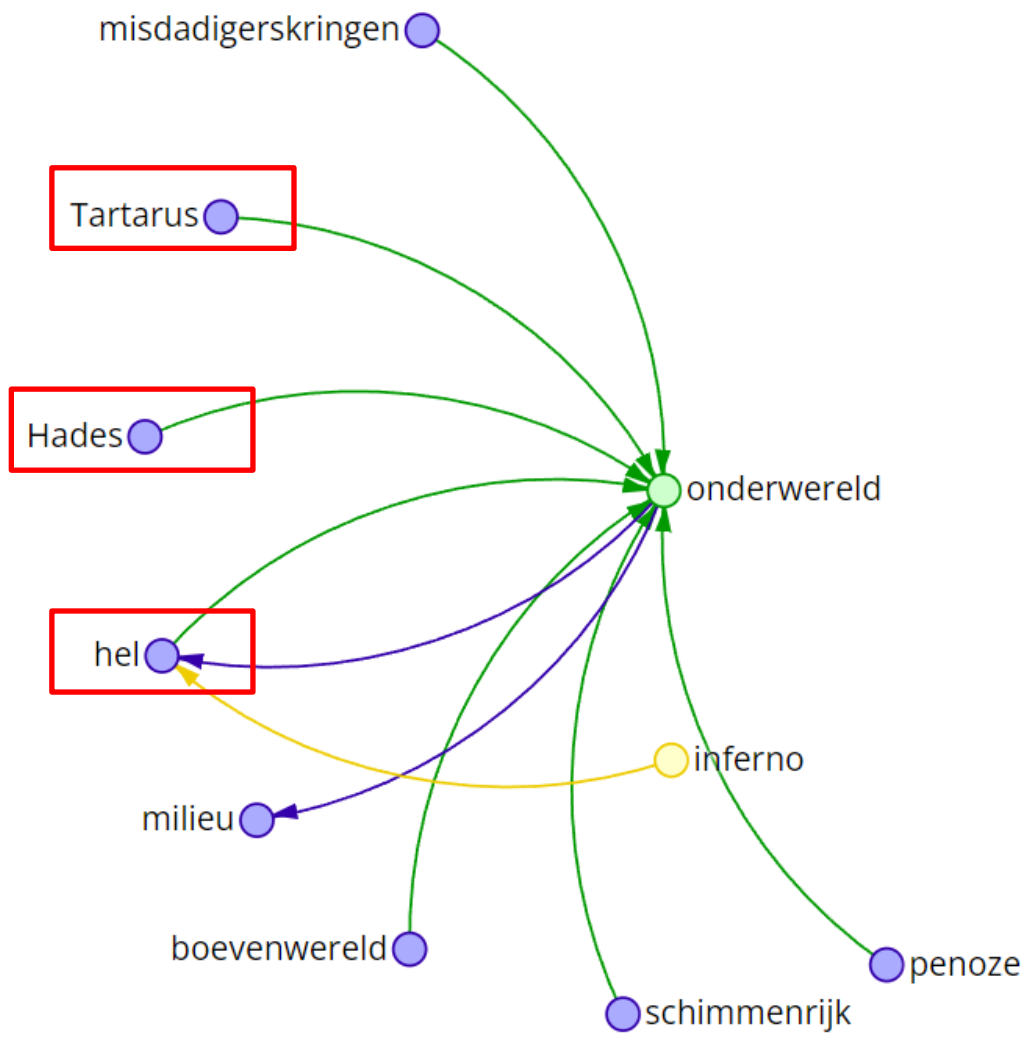 misdadigerskringen
Tartarus
Hades
onderwereld
hel
inferno
milieu
boevenwereld
penoze
schimmenrijk